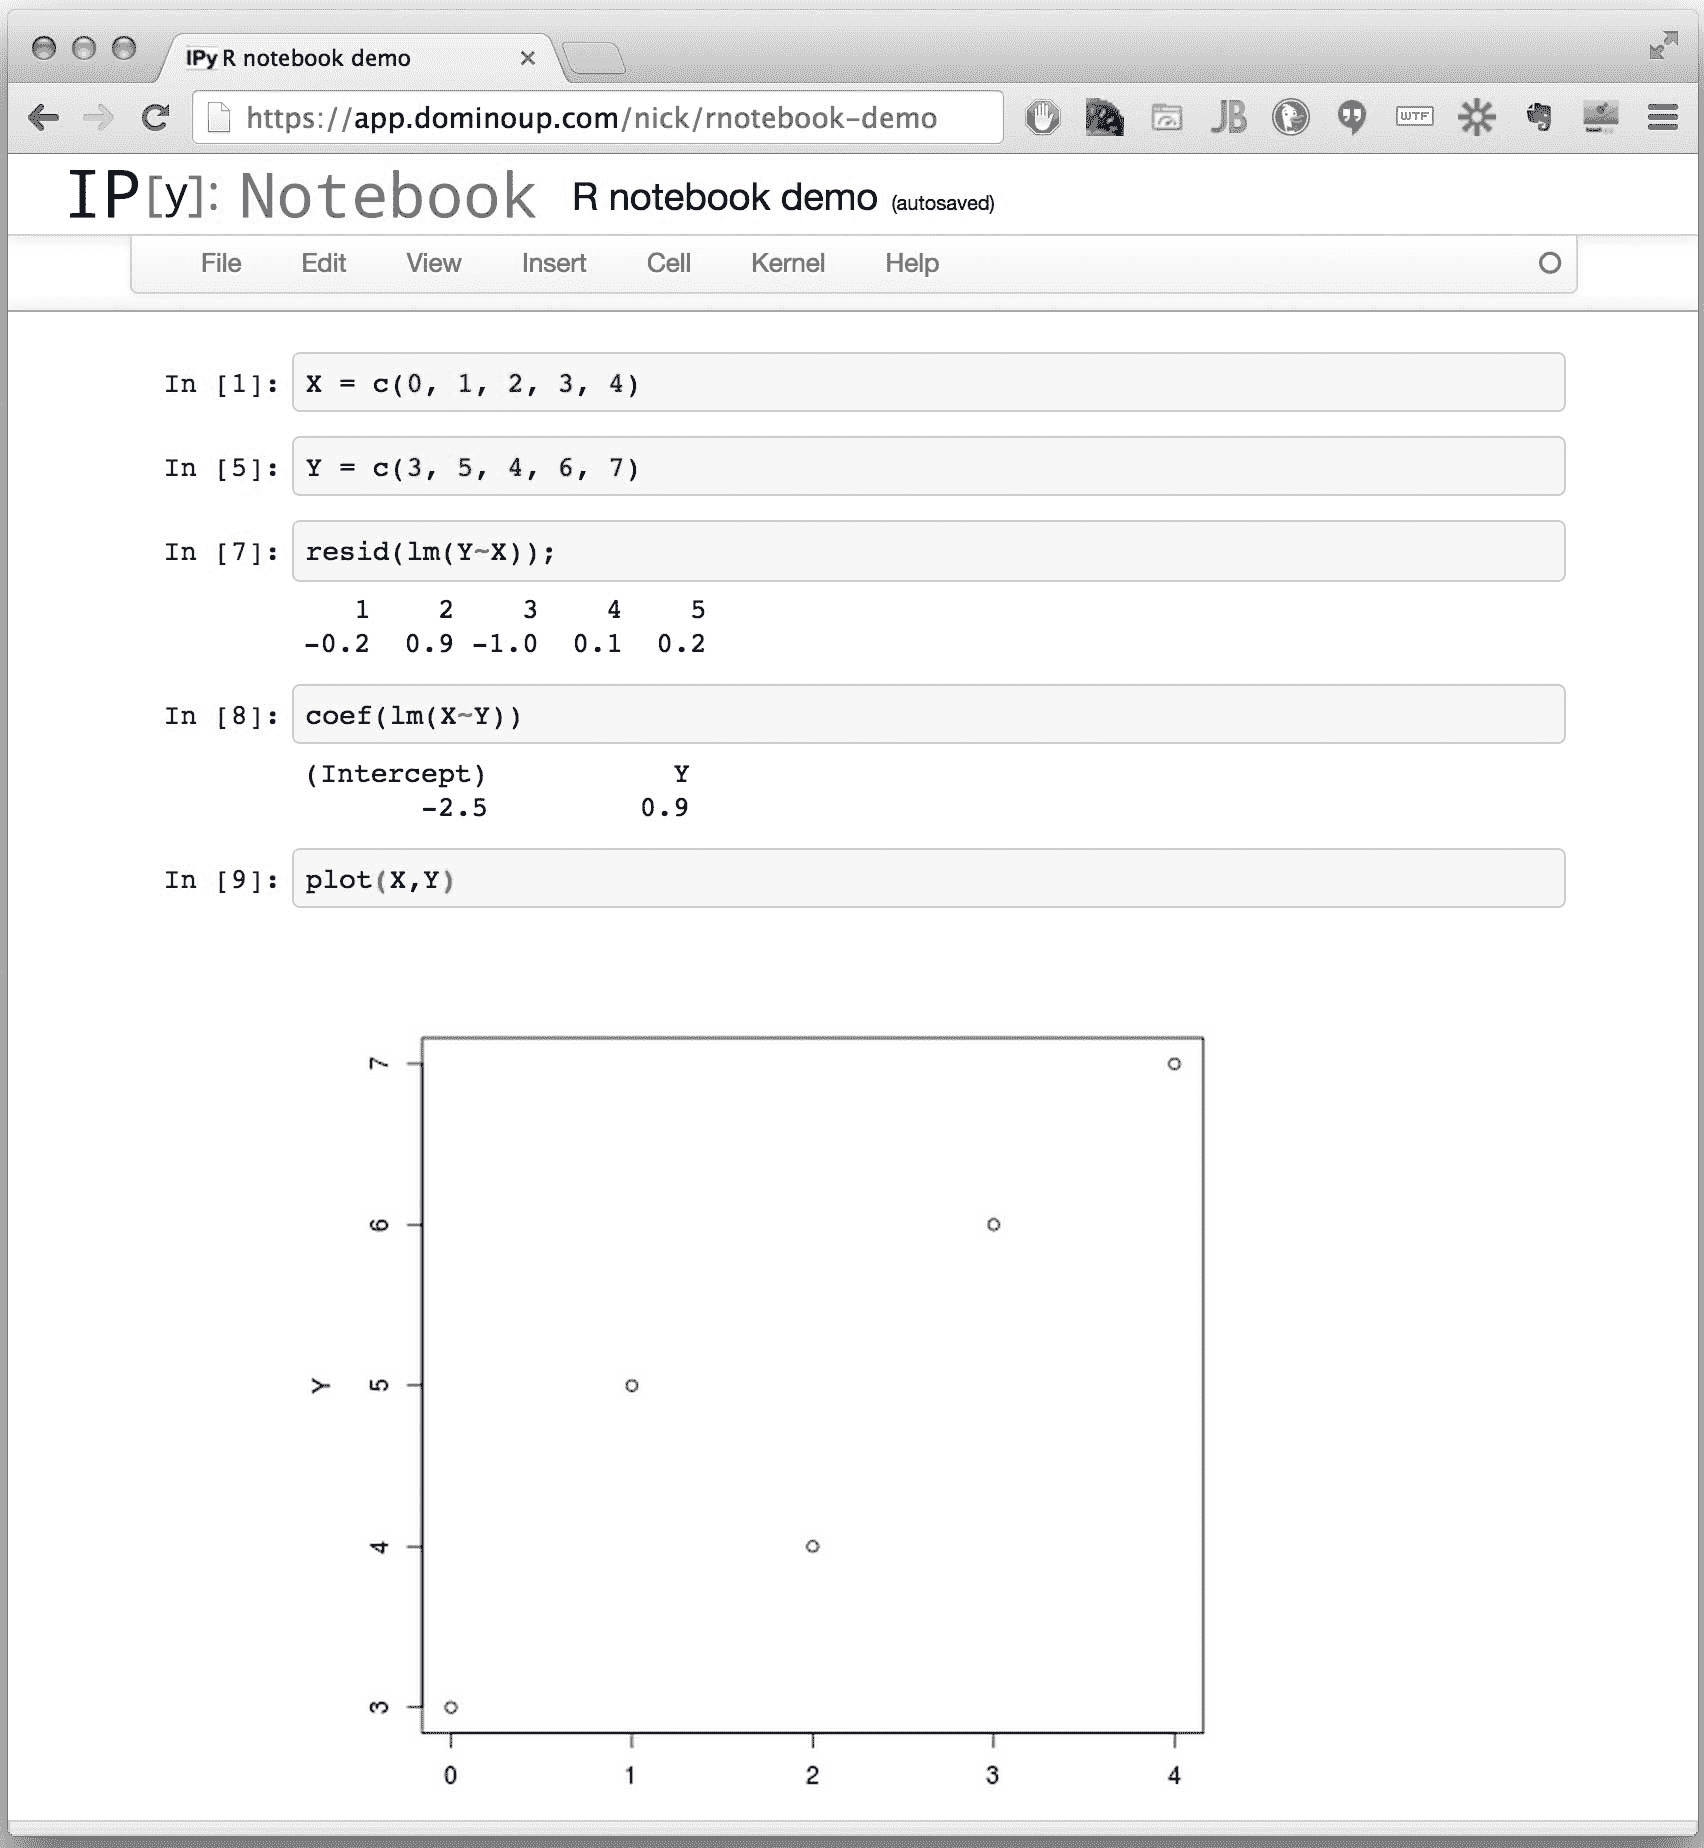 IPy R notebook demo
https://app.dominoup.com/nick/rnotebook-demo
JB
WTF
IP[y]: Notebook R notebook demo (autosaved)
File Edit View Insert Cell Kernel Help
In [1]: X = c(0, 1, 2, 3, 4)
In [5]: Y = c(3, 5, 4, 6, 7)
In [7]: resid(lm(Y~X));
1 2 3 4 5
-0.2 0.9 -1.0 0.1 0.2
In [8]: coef(lm(X~Y))
(Intercept) Y
-2.5 0.9
In [9]: plot(X,Y)
7
6
Y 5
4
3
0 1 2 3 4